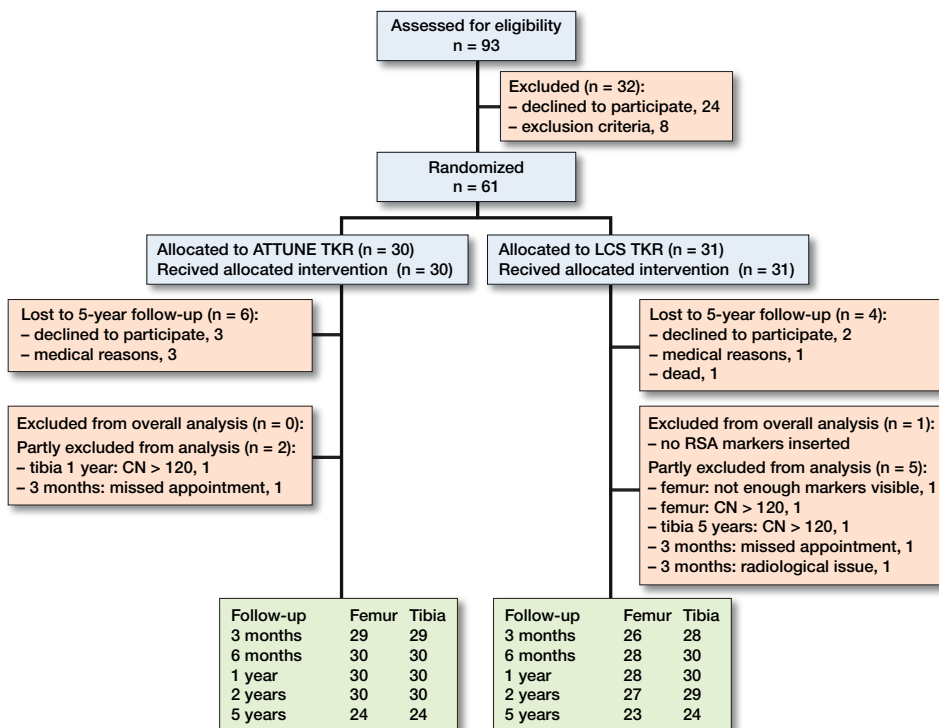 Assessed for eligibility
n = 93
Excluded (n = 32):
– declined to participate, 24
– exclusion criteria, 8
Randomized
n = 61
Allocated to ATTUNE TKR (n = 30)
Recived allocated intervention (n = 30)
Allocated to LCS TKR (n = 31)
Recived allocated intervention (n = 31)
Lost to 5-year follow-up (n = 6):
– declined to participate, 3
– medical reasons, 3
Lost to 5-year follow-up (n = 4):
– declined to participate, 2
– medical reasons, 1
– dead, 1
Excluded from overall analysis (n = 0):
Partly excluded from analysis (n = 2):
– tibia 1 year: CN > 120, 1
– 3 months: missed appointment, 1
Excluded from overall analysis (n = 1):
– no RSA markers inserted
Partly excluded from analysis (n = 5):
– femur: not enough markers visible, 1
– femur: CN > 120, 1
– tibia 5 years: CN > 120, 1
– 3 months: missed appointment, 1
– 3 months: radiological issue, 1
Follow-up Femur Tibia
3 months 29 29
6 months 30 30
1 year 30 30
2 years 30 30
5 years 24 24
Follow-up Femur Tibia
3 months 26 28
6 months 28 30
1 year 28 30
2 years 27 29
5 years 23 24